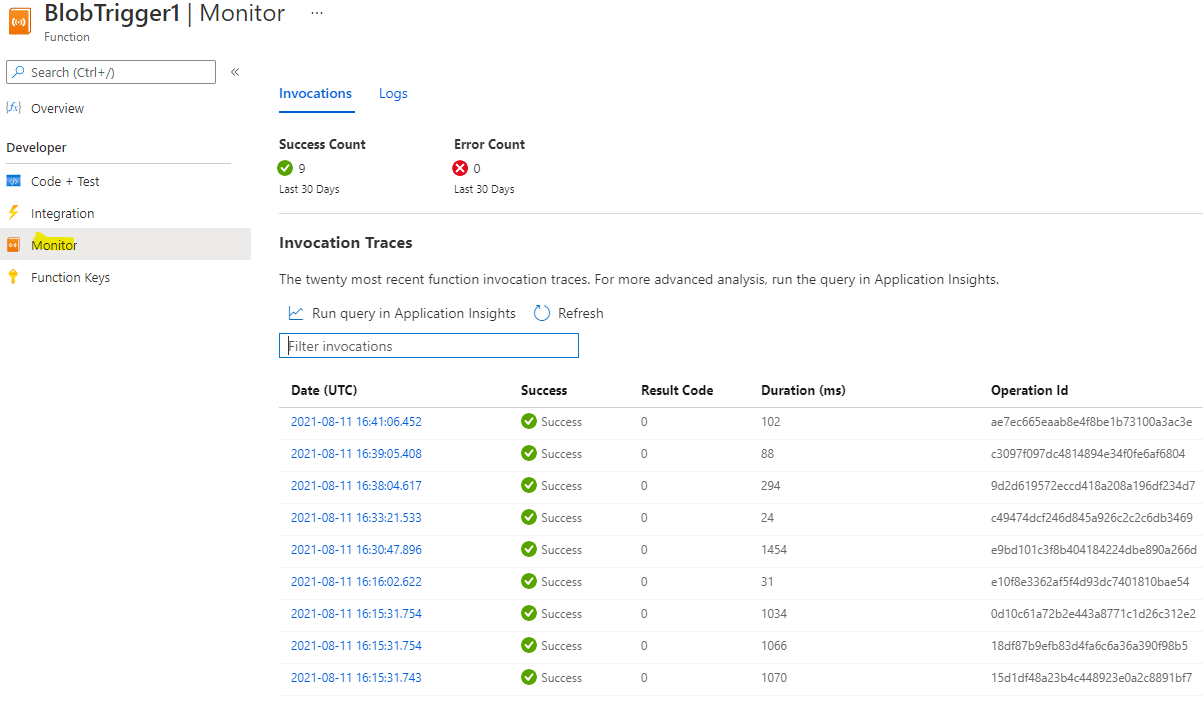 BlobTrigger1 | Monitor ...
Function
Search (Ctrl+/) «
Overview
Developer
Code + Test
Integration
Monitor
Function Keys
Invocations Logs
Success Count Error Count
9 0
Last 30 Days Last 30 Days
Invocation Traces
The twenty most recent function invocation traces. For more advanced analysis, run the query in Application Insights.
Run query in Application Insights Refresh
Filter invocations
Date (UTC) Success Result Code Duration (ms) Operation Id
2021-08-11 16:41:06.452 Success 0 102 ae7ec665eaab8e4f8be1b73100a3ac3e
2021-08-11 16:39:05.408 Success 0 88 c3097f097dc4814894e34f0fe6af6804
2021-08-11 16:38:04.617 Success 0 294 9d2d619572eccd418a208a196df234d7
2021-08-11 16:33:21.533 Success 0 24 c49474dcf246d845a926c2c2c6db3469
2021-08-11 16:30:47.896 Success 0 1454 e9bd101c3f8b404184224dbe890a266d
2021-08-11 16:16:02.622 Success 0 31 e10f8e3362af5f4d93dc7401810bae54
2021-08-11 16:15:31.754 Success 0 1034 0d10c61a72b2e443a8771c1d26c312e2
2021-08-11 16:15:31.754 Success 0 1066 18df87b9efb83d4fa6c6a36a390f98b5
2021-08-11 16:15:31.743 Success 0 1070 15d1df48a23b4c448923e0a2c8891bf7